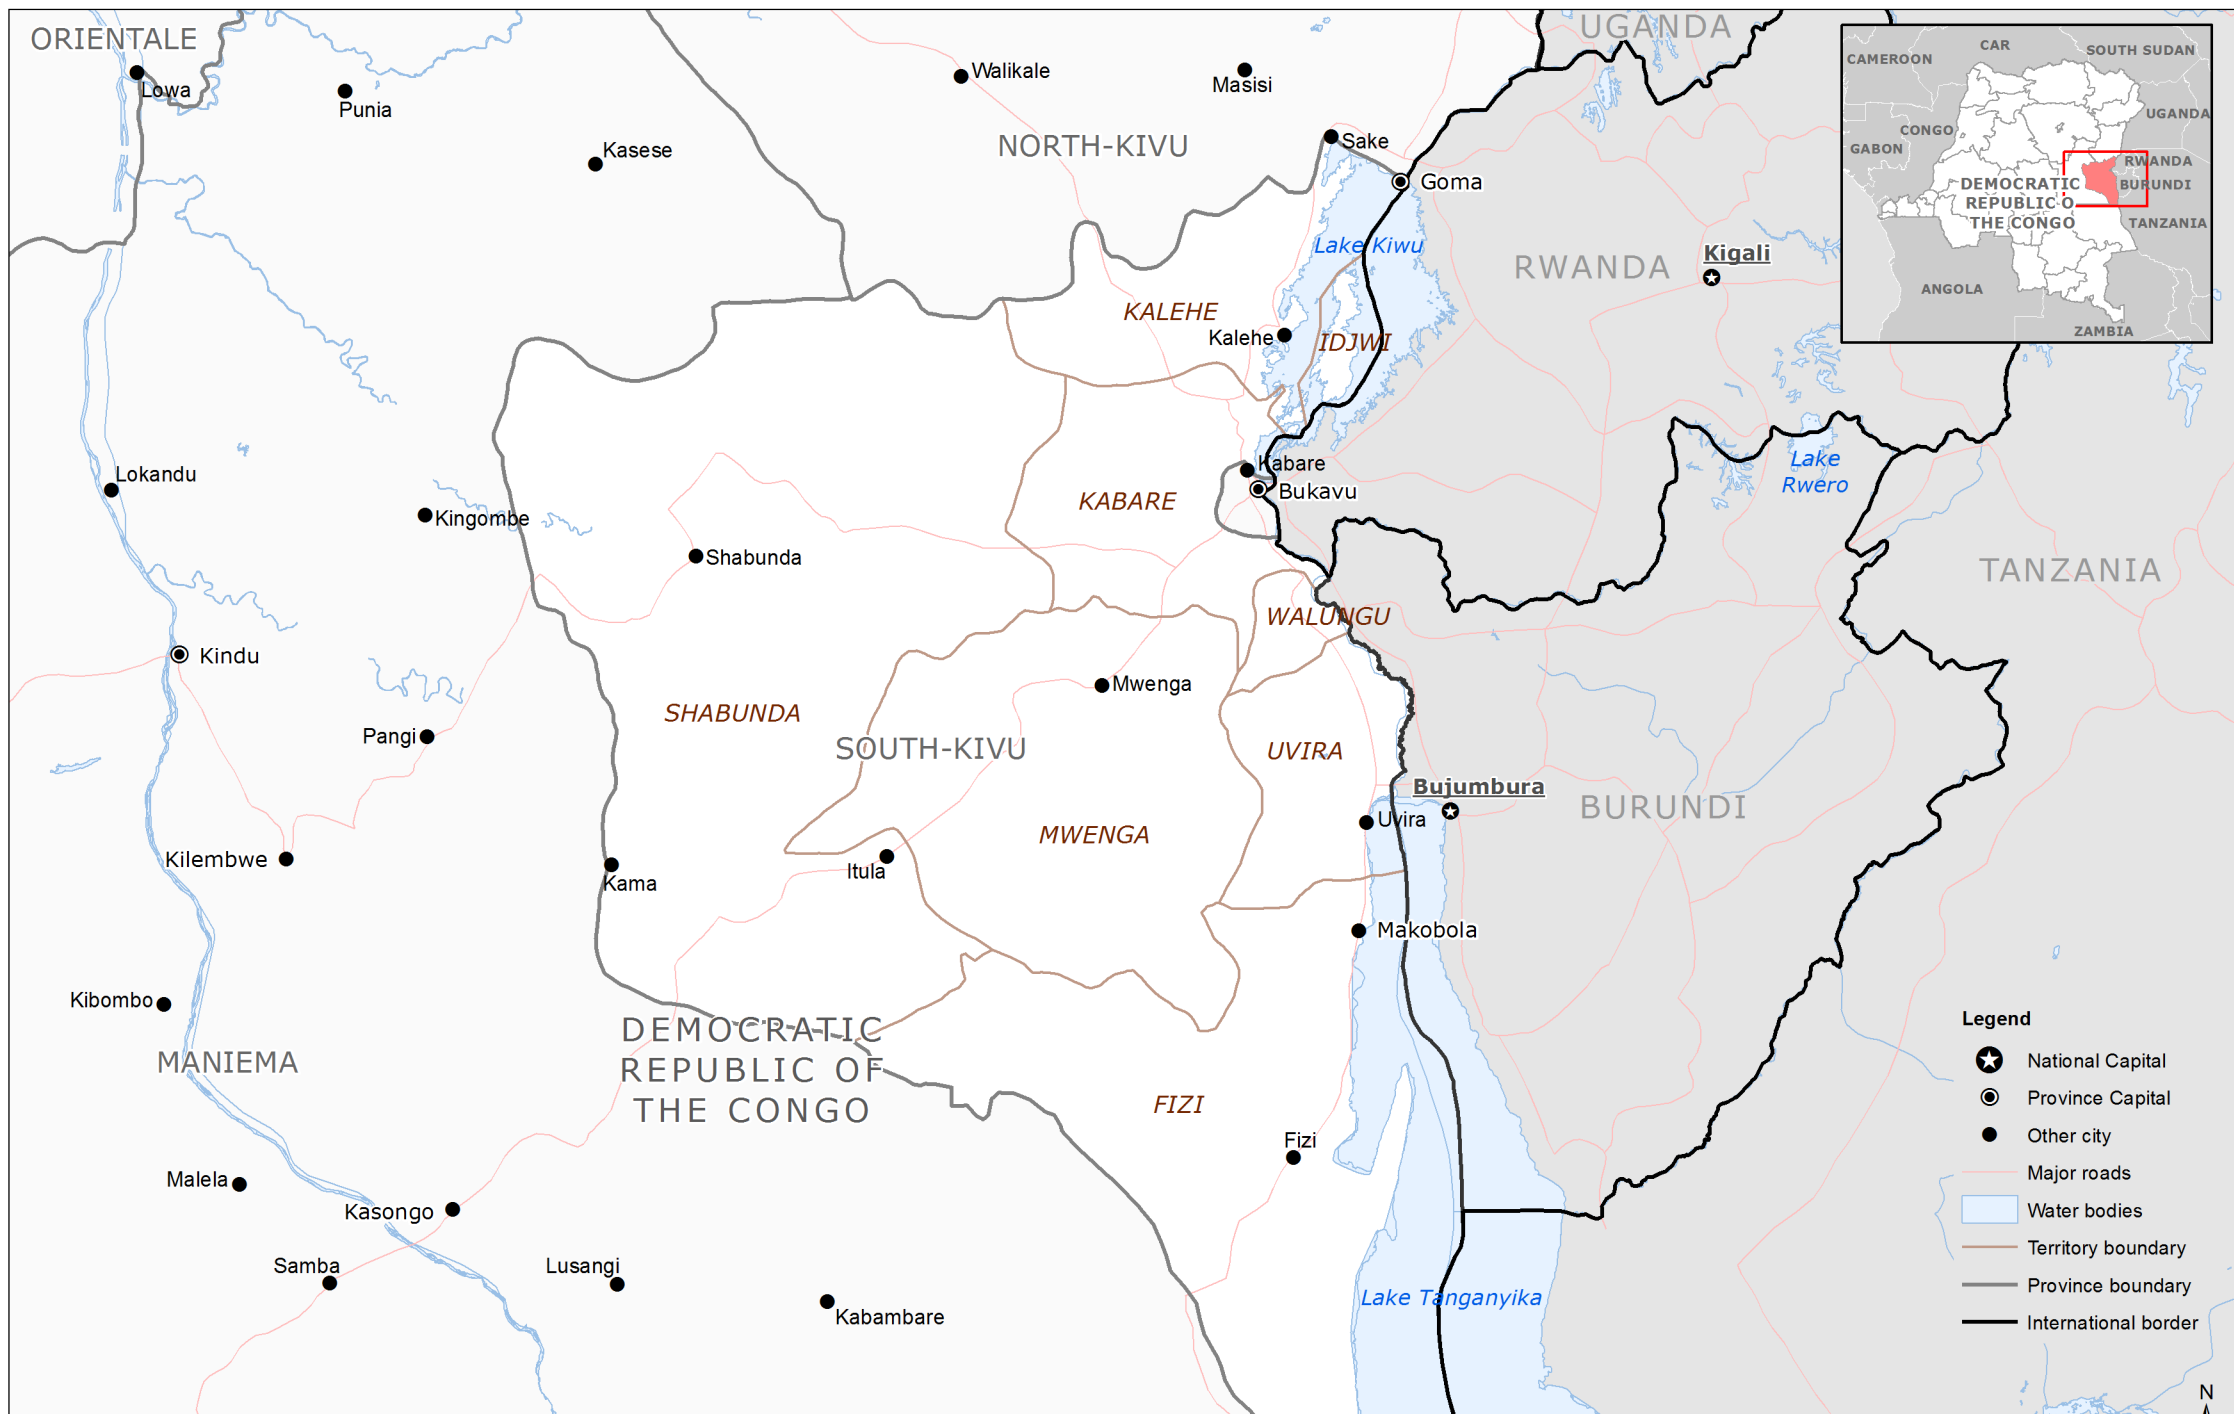 ORIENTALE
Lowa
Punia
Kasese
Walikale
Masisi
NORTH-KIVU
Sake
Goma
UGANDA
Lake Kiwu
RWANDA
Kigali
KALEHE
Kalehe
IDJWI
Lokandu
Kingombe
Shabunda
KABARE
Kabare
Bukavu
Lake
Rwero
TANZANIA
WALUNGU
Kindu
Mwenga
Pangi
SHABUNDA
SOUTH-KIVU
UVIRA
Bujumbura
BURUNDI
Uvira
MWENGA
Kilembwe
Itula
Kama
Makobola
Kibombo
MANIEMA
DEMOCRATIC
REPUBLIC OF
THE CONGO
FIZI
Fizi
Malela
Kasongo
Samba
Lusangi
Kabambare
Lake Tanganyika
CAMEROON
CAR
SOUTH SUDAN
UGANDA
CONGO
GABON
RWANDA
BURUNDI
DEMOCRATIC
REPUBLIC O
THE CONGO
TANZANIA
ANGOLA
ZAMBIA
Legend
National Capital
Province Capital
Other city
Major roads
Water bodies
Territory boundary
Province boundary
International border
N